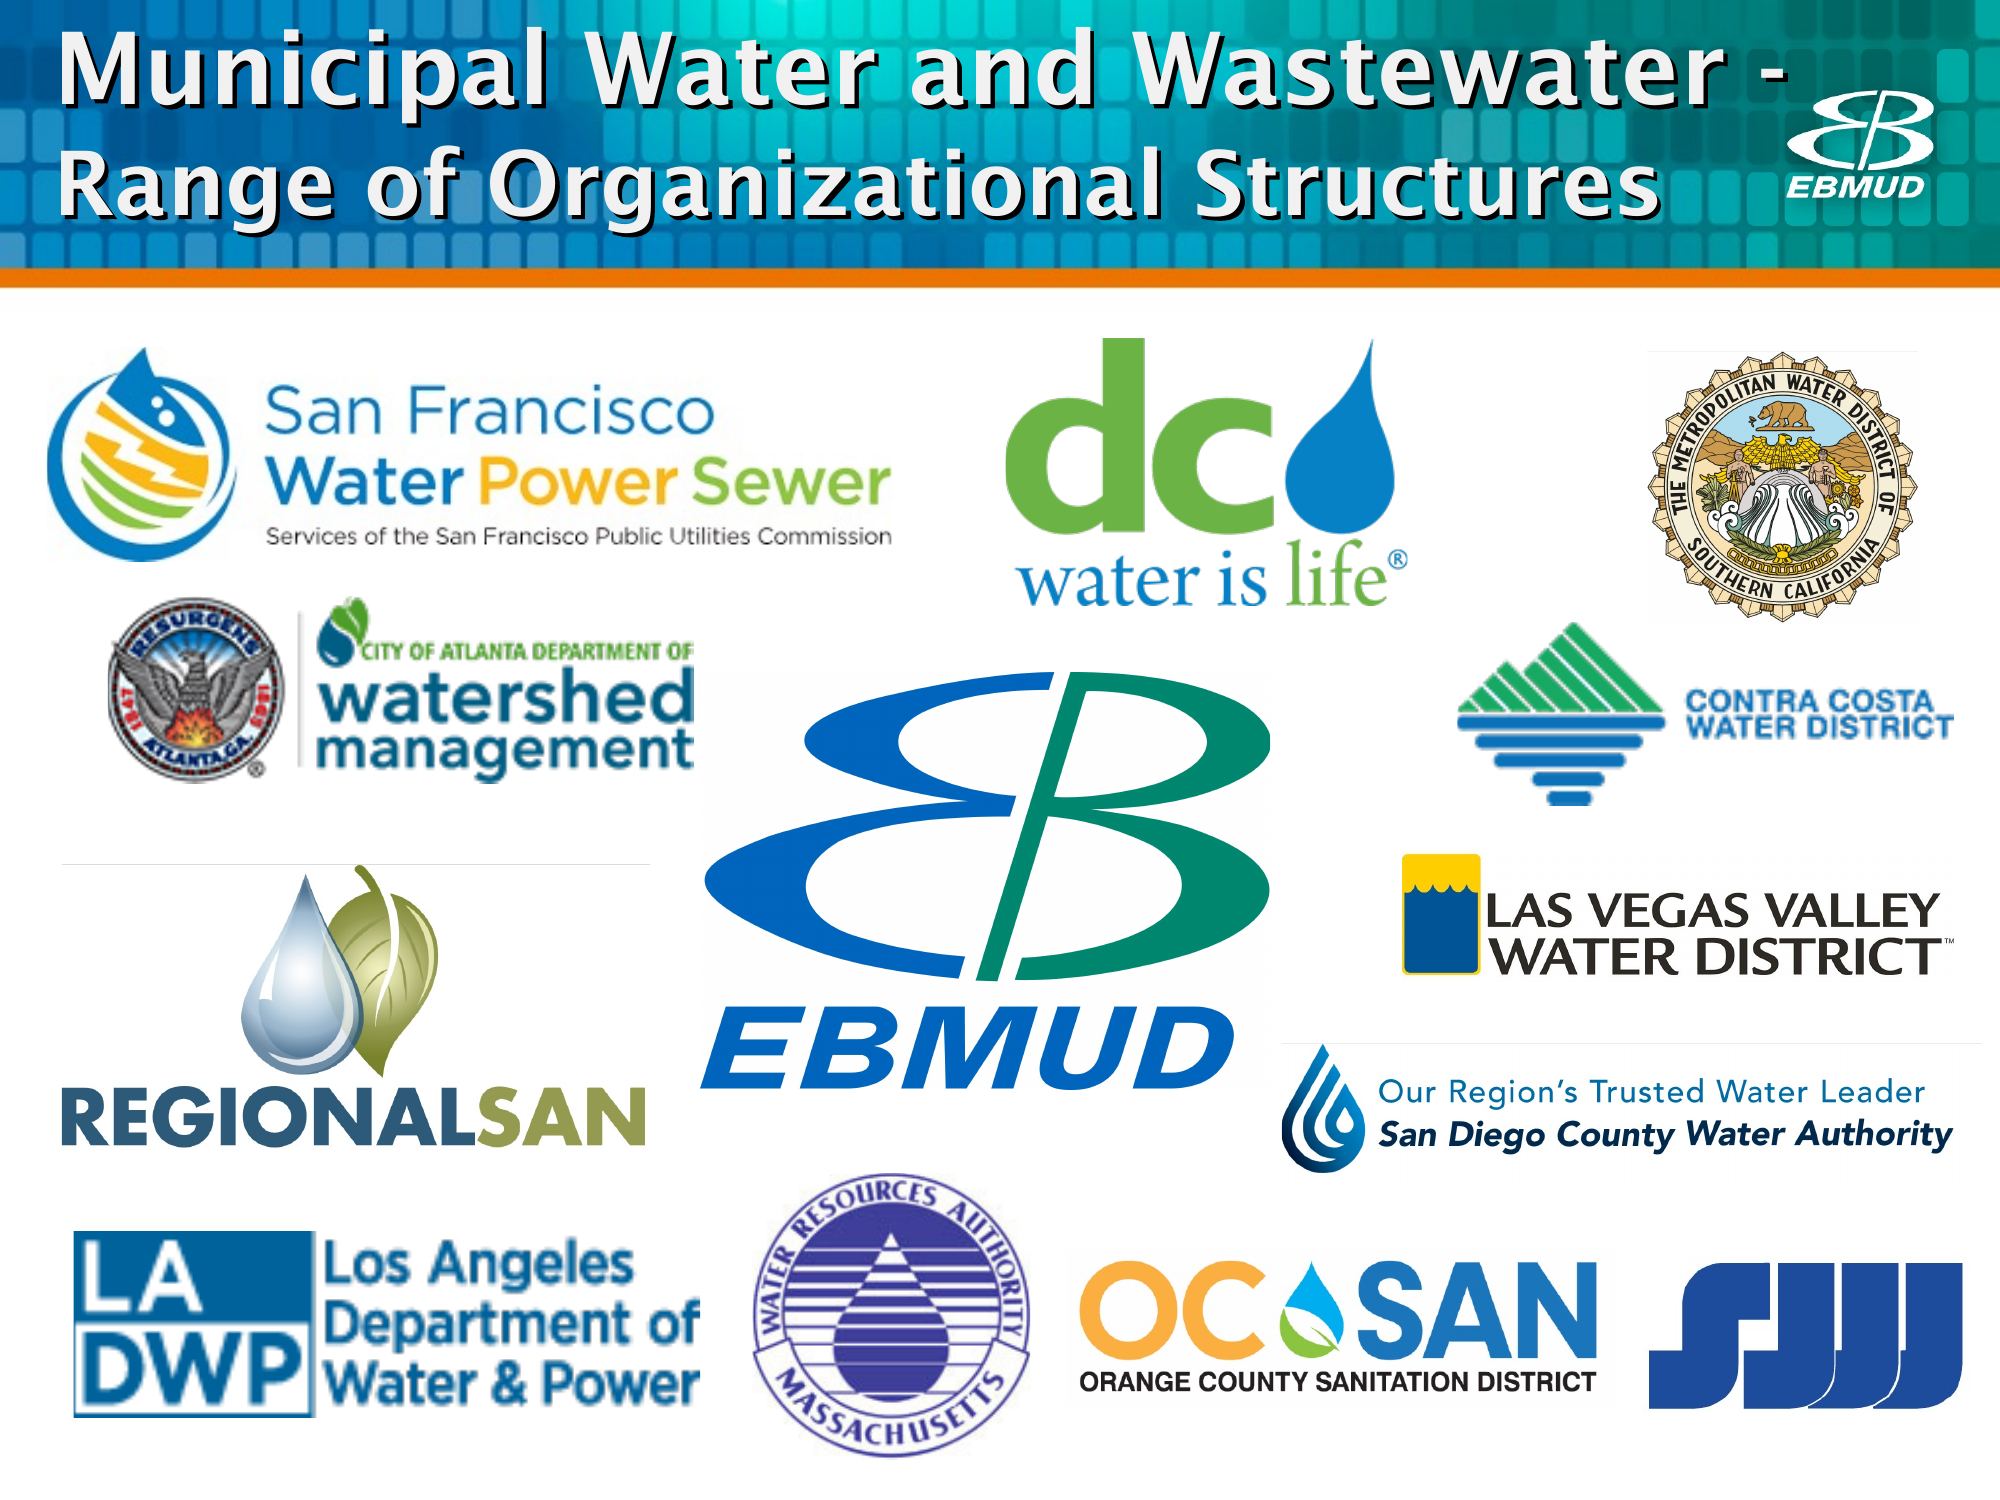 Municipal Water and Wastewater -
Range of Organizational Structures
EBMUD
San Francisco
Water Power Sewer
Services of the San Francisco Public Utilities Commission
dc
water is life®
THE METROPOLITAN WATER DISTRICT OF
SOUTHERN CALIFORNIA
RESURGENS
1847 1865
ATLANTA, GA.
®
CITY OF ATLANTA DEPARTMENT OF
watershed
management
CONTRA COSTA
WATER DISTRICT
EB
EBMUD
LAS VEGAS VALLEY
WATER DISTRICT™
REGIONALSAN
Our Region's Trusted Water Leader
San Diego County Water Authority
LA
DWP
Los Angeles
Department of
Water & Power
WATER RESOURCES AUTHORITY
MASSACHUSETTS
OC SAN
ORANGE COUNTY SANITATION DISTRICT
SJW